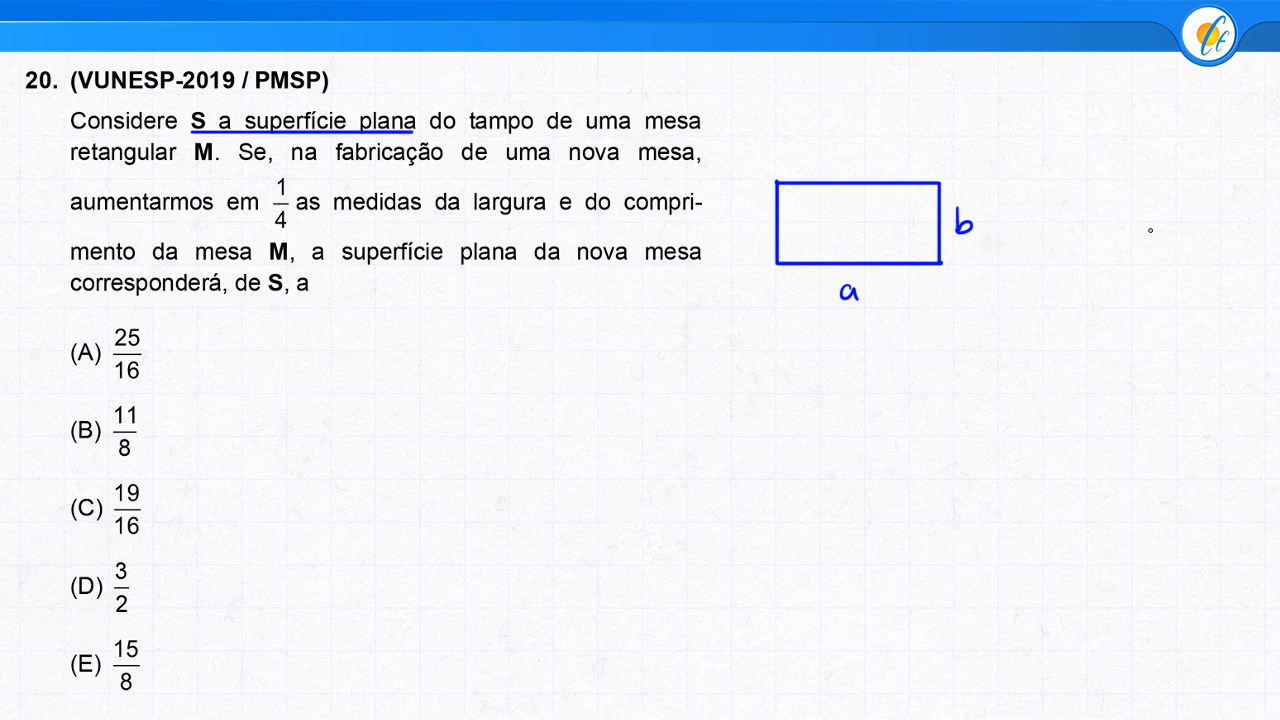 20. (VUNESP-2019 / PMSP)
Considere S a superfície plana do tampo de uma mesa
retangular M. Se, na fabricação de uma nova mesa,
aumentarmos em 1/4 as medidas da largura e do compri-
mento da mesa M, a superfície plana da nova mesa
corresponderá, de S, a
(A) 25/16
(B) 11/8
(C) 19/16
(D) 3/2
(E) 15/8
b
a